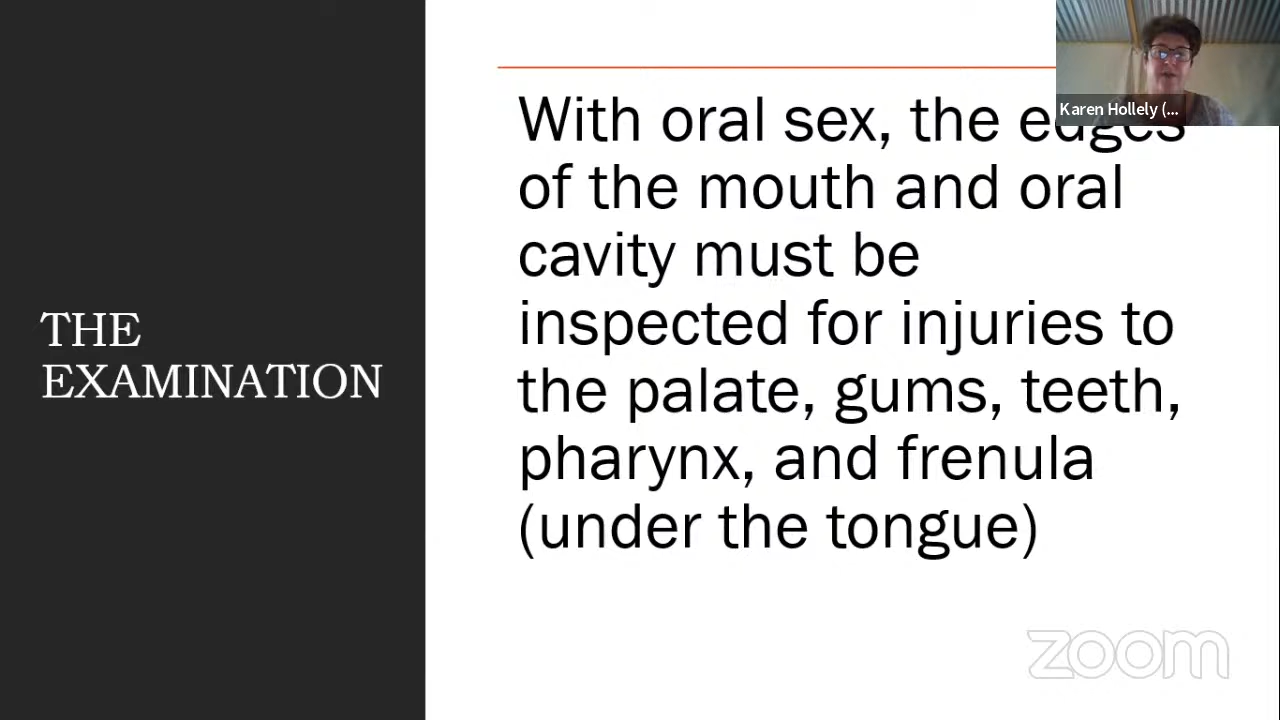 THE
EXAMINATION
With oral sex, the edges
of the mouth and oral
cavity must be
inspected for injuries to
the palate, gums, teeth,
pharynx, and frenula
(under the tongue)
Karen Hollely (...
zoom